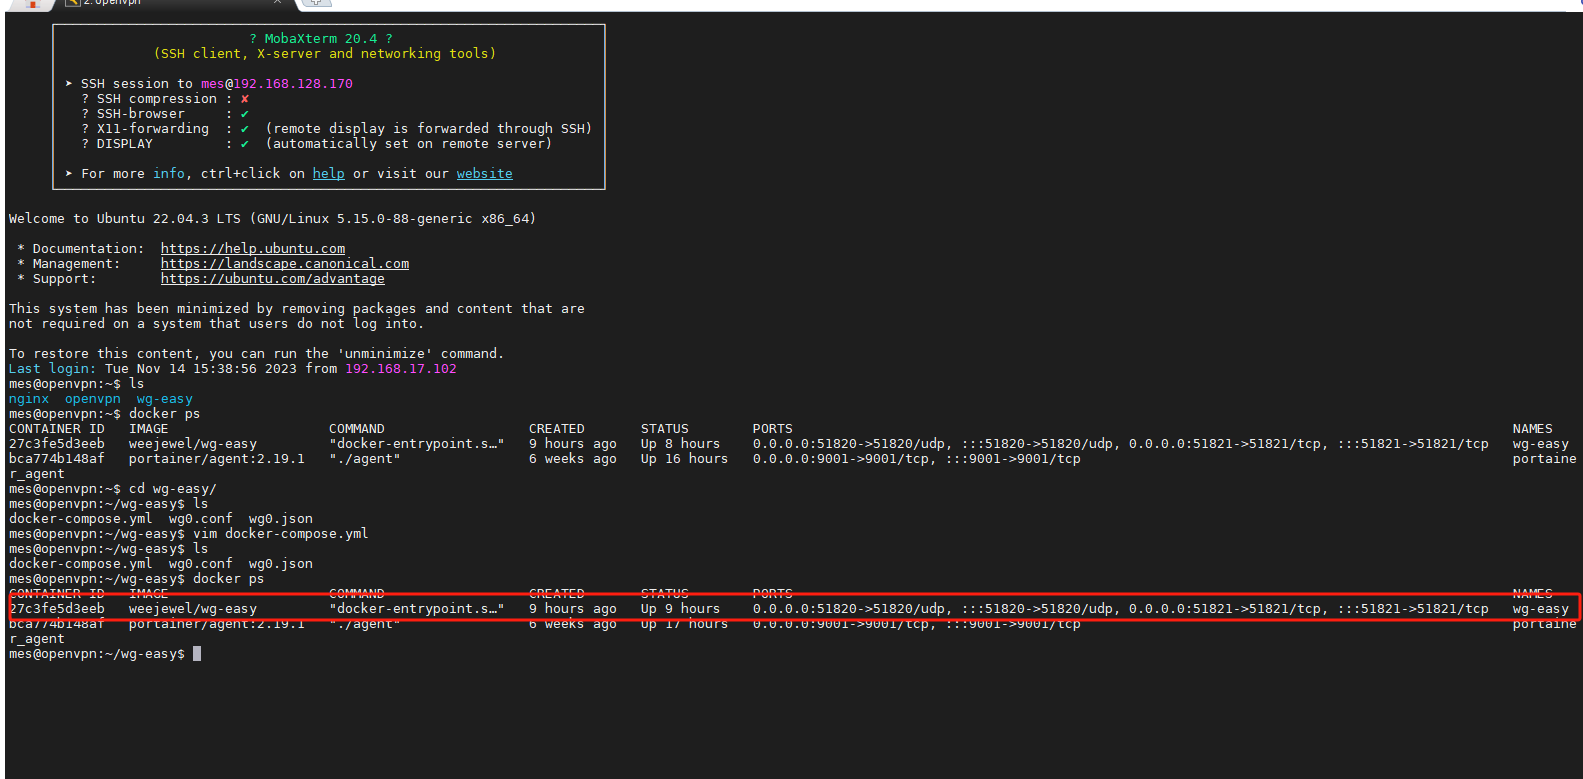 2. openvpn
? MobaXterm 20.4 ?
(SSH client, X-server and networking tools)
➤ SSH session to mes@192.168.128.170
? SSH compression : ✘
? SSH-browser     : ✔
? X11-forwarding  : ✔  (remote display is forwarded through SSH)
? DISPLAY         : ✔  (automatically set on remote server)
➤ For more info, ctrl+click on help or visit our website
Welcome to Ubuntu 22.04.3 LTS (GNU/Linux 5.15.0-88-generic x86_64)
* Documentation:  https://help.ubuntu.com
* Management:     https://landscape.canonical.com
* Support:        https://ubuntu.com/advantage
This system has been minimized by removing packages and content that are
not required on a system that users do not log into.
To restore this content, you can run the 'unminimize' command.
Last login: Tue Nov 14 15:38:56 2023 from 192.168.17.102
mes@openvpn:~$ ls
nginx  openvpn  wg-easy
mes@openvpn:~$ docker ps
CONTAINER ID   IMAGE                    COMMAND                  CREATED       STATUS        PORTS                                                                                          NAMES
27c3fe5d3eeb   weejewel/wg-easy         "docker-entrypoint.s…"   9 hours ago   Up 8 hours    0.0.0.0:51820->51820/udp, :::51820->51820/udp, 0.0.0.0:51821->51821/tcp, :::51821->51821/tcp   wg-easy
bca774b148af   portainer/agent:2.19.1   "./agent"                6 weeks ago   Up 16 hours   0.0.0.0:9001->9001/tcp, :::9001->9001/tcp                                                      portaine
r_agent
mes@openvpn:~$ cd wg-easy/
mes@openvpn:~/wg-easy$ ls
docker-compose.yml  wg0.conf  wg0.json
mes@openvpn:~/wg-easy$ vim docker-compose.yml
mes@openvpn:~/wg-easy$ ls
docker-compose.yml  wg0.conf  wg0.json
mes@openvpn:~/wg-easy$ docker ps
CONTAINER ID   IMAGE                    COMMAND                  CREATED       STATUS        PORTS                                                                                          NAMES
27c3fe5d3eeb   weejewel/wg-easy         "docker-entrypoint.s…"   9 hours ago   Up 9 hours    0.0.0.0:51820->51820/udp, :::51820->51820/udp, 0.0.0.0:51821->51821/tcp, :::51821->51821/tcp   wg-easy
bca774b148af   portainer/agent:2.19.1   "./agent"                6 weeks ago   Up 17 hours   0.0.0.0:9001->9001/tcp, :::9001->9001/tcp                                                      portaine
r_agent
mes@openvpn:~/wg-easy$